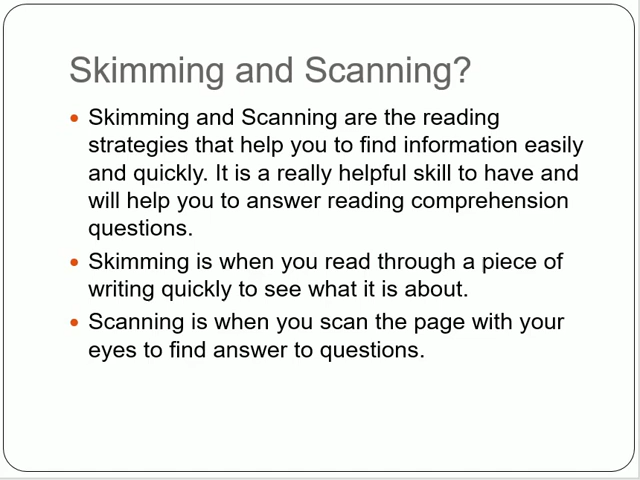 Skimming and Scanning?
• Skimming and Scanning are the reading
strategies that help you to find information easily
and quickly. It is a really helpful skill to have and
will help you to answer reading comprehension
questions.
• Skimming is when you read through a piece of
writing quickly to see what it is about.
• Scanning is when you scan the page with your
eyes to find answer to questions.